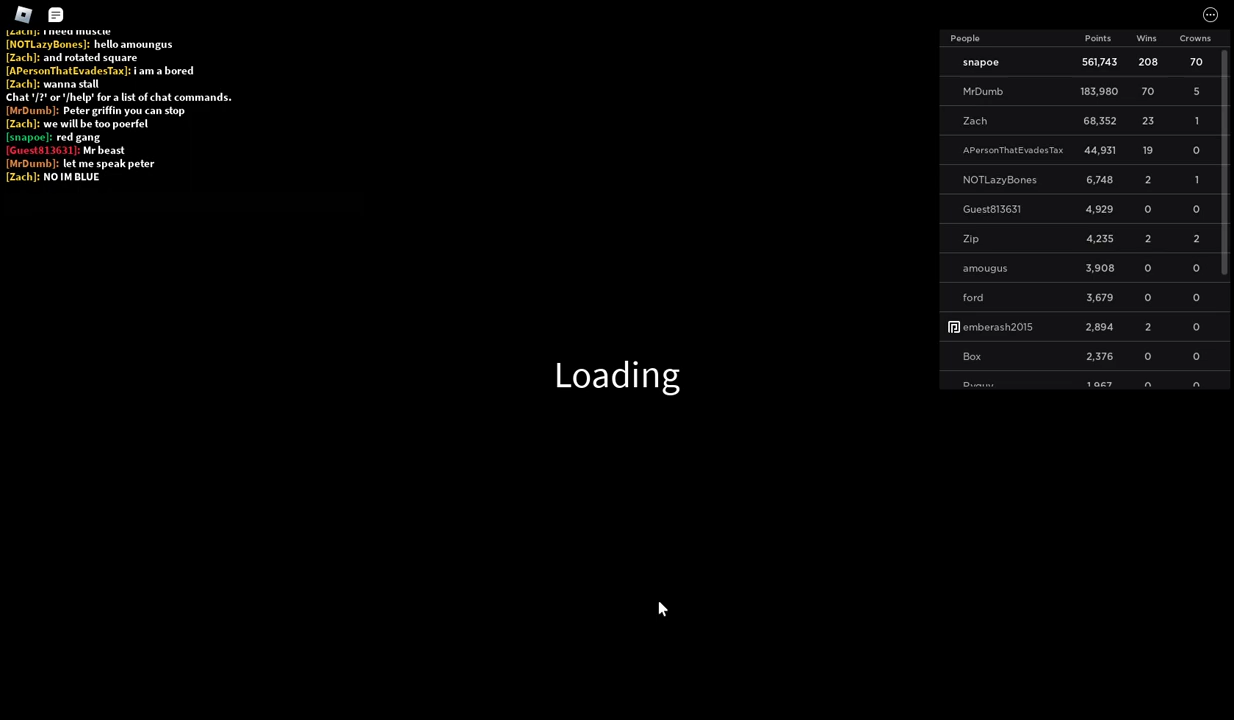 [Zach]: I need muscle
[NOTLazyBones]: hello amoungus
[Zach]: and rotated square
[APersonThatEvadesTax]: i am a bored
[Zach]: wanna stall
Chat '/?' or '/help' for a list of chat commands.
[MrDumb]: Peter griffin you can stop
[Zach]: we will be too poerfel
[snapoe]: red gang
[Guest813631]: Mr beast
[MrDumb]: let me speak peter
[Zach]: NO IM BLUE
Loading
People Points Wins Crowns
snapoe 561,743 208 70
MrDumb 183,980 70 5
Zach 68,352 23 1
APersonThatEvadesTax 44,931 19 0
NOTLazyBones 6,748 2 1
Guest813631 4,929 0 0
Zip 4,235 2 2
amougus 3,908 0 0
ford 3,679 0 0
emberash2015 2,894 2 0
Box 2,376 0 0
1,967 0 0